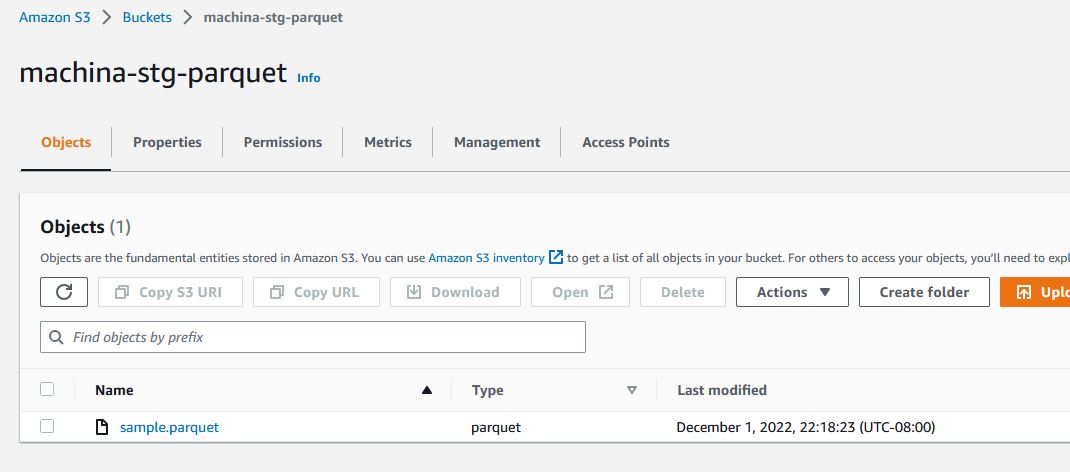 Amazon S3 > Buckets > machina-stg-parquet
machina-stg-parquet Info
Objects Properties Permissions Metrics Management Access Points
Objects (1)
Objects are the fundamental entities stored in Amazon S3. You can use Amazon S3 inventory to get a list of all objects in your bucket. For others to access your objects, you'll need to expl
Copy S3 URI Copy URL Download Open Delete Actions Create folder Uplo
Find objects by prefix
Name Type Last modified
sample.parquet parquet December 1, 2022, 22:18:23 (UTC-08:00)